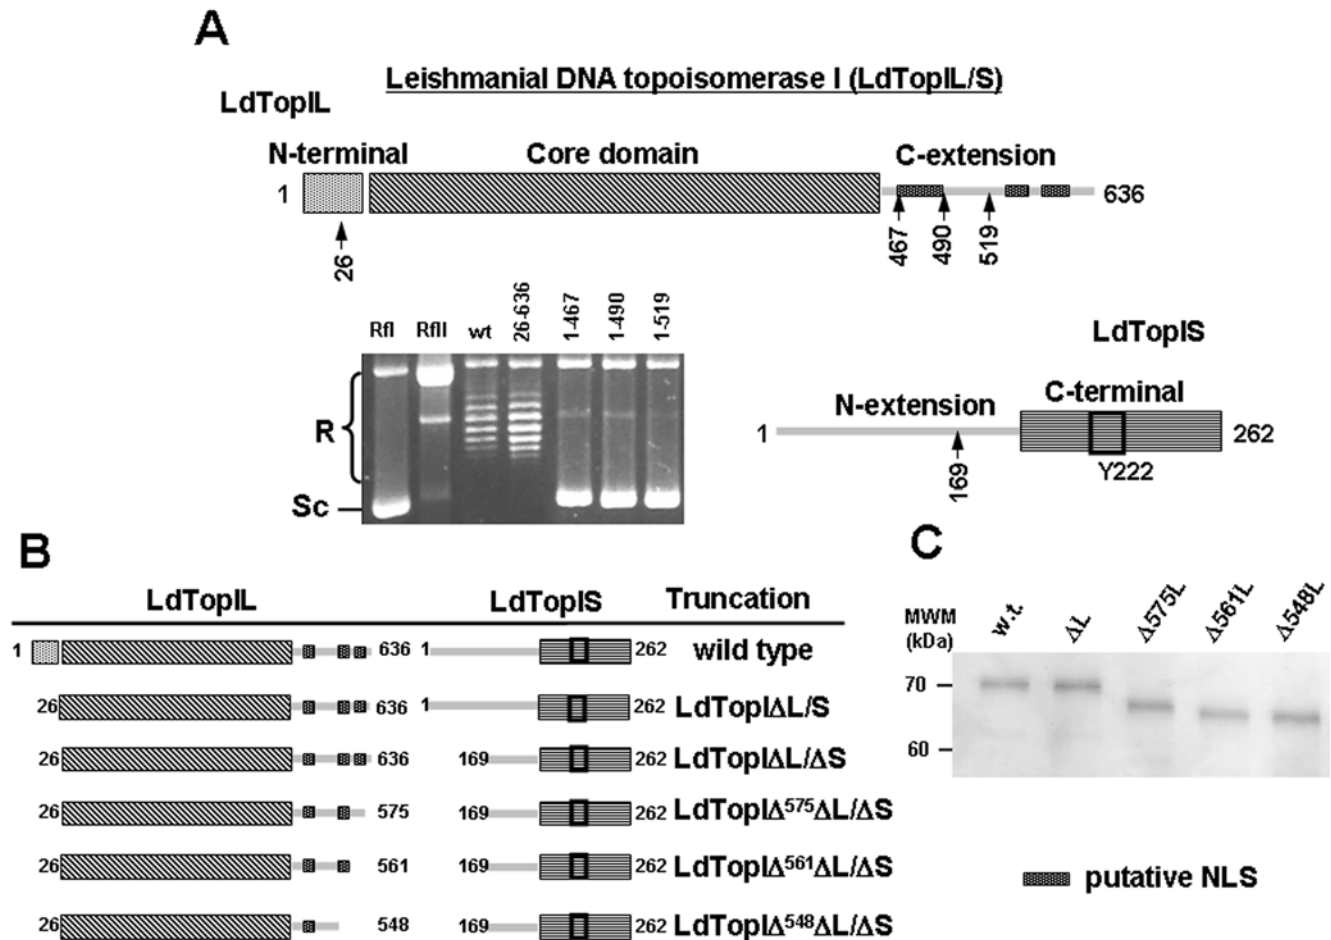 A
Leishmanial DNA topoisomerase I (LdTopIL/S)
LdTopIL
N-terminal Core domain C-extension
1 636
26 467 490 519
RfI RfII wt 26-636 1-467 1-490 1-519
R
Sc
LdTopIS
N-extension C-terminal
1 262
169 Y222
B
LdTopIL LdTopIS Truncation
1 636 1 262 wild type
26 636 1 262 LdTopIΔL/S
26 636 169 262 LdTopIΔL/ΔS
26 575 169 262 LdTopIΔ⁵⁷⁵ΔL/ΔS
26 561 169 262 LdTopIΔ⁵⁶¹ΔL/ΔS
26 548 169 262 LdTopIΔ⁵⁴⁸ΔL/ΔS
C
MWM
(kDa)
w.t. ΔL Δ575L Δ561L Δ548L
70
60
putative NLS